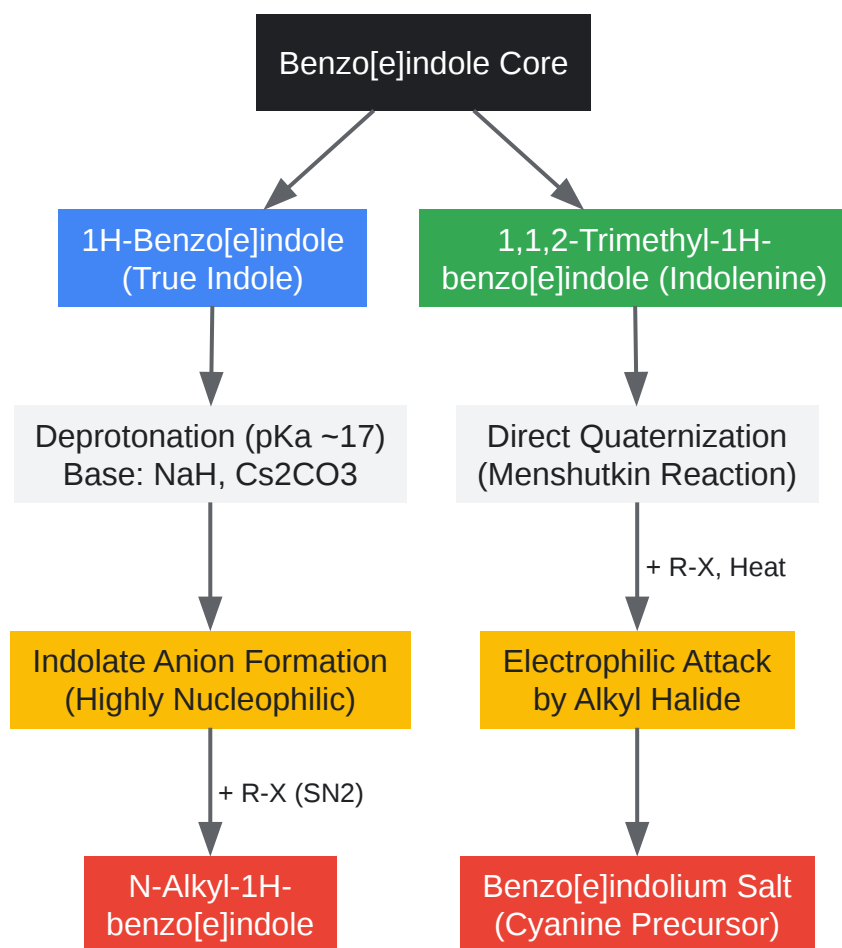 Benzo[e]indole Core
1H-Benzo[e]indole
(True Indole)
1,1,2-Trimethyl-1H-
benzo[e]indole (Indolenine)
Deprotonation (pKa ~17)
Base: NaH, Cs2CO3
Direct Quaternization
(Menshutkin Reaction)
+ R-X, Heat
Indolate Anion Formation
(Highly Nucleophilic)
Electrophilic Attack
by Alkyl Halide
+ R-X (SN2)
N-Alkyl-1H-
benzo[e]indole
Benzo[e]indolium Salt
(Cyanine Precursor)